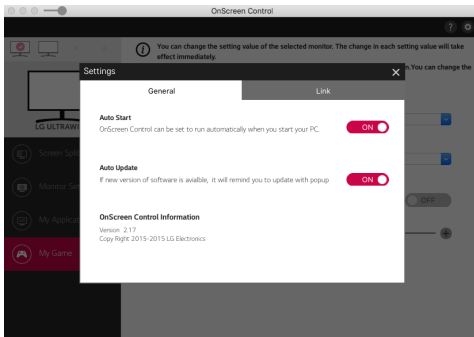 OnScreen Control
You can change the setting value of the selected monitor. The change in each setting value will take
effect immediately.
n.You can change the
Settings
General
Link
LG ULTRAWI
Auto Start
OnScreen Control can be set to run automatically when you start your PC.
ON
Screen Split
Auto Update
If new version of software is avialble, it will remind you to update with popup
ON
Monitor Set
OFF
My Applicat
OnScreen Control Information
Version 2.17
Copy Right 2015-2015 LG Electronics
My Game